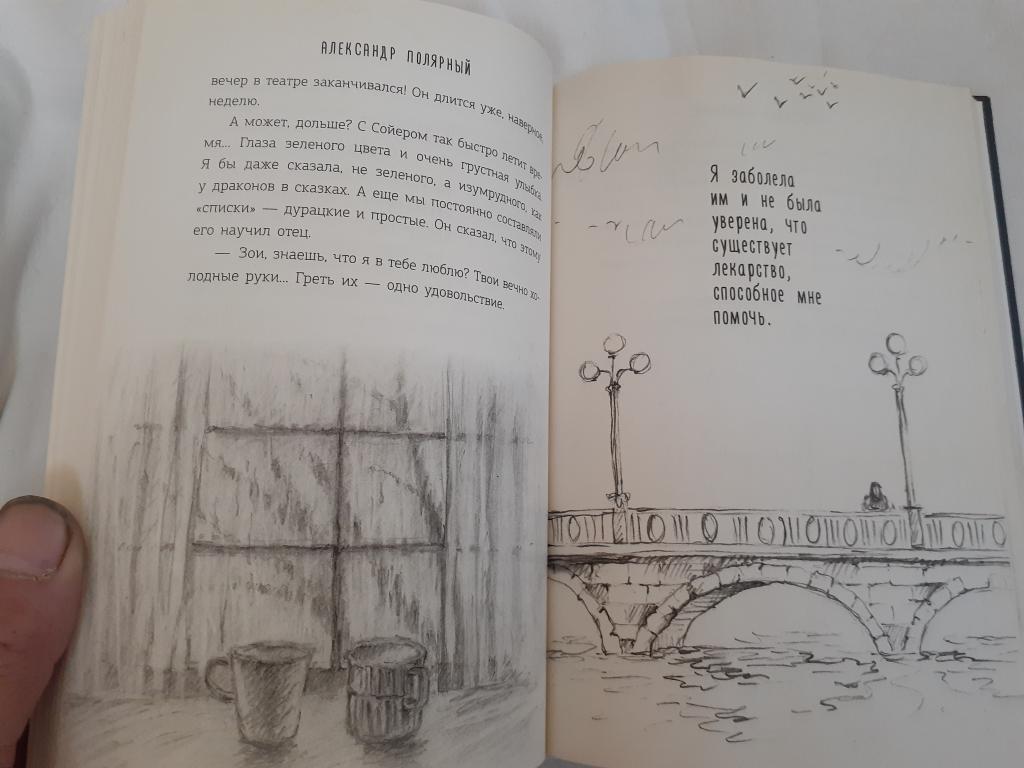 АЛЕКСАНДР ПОЛЯРНЫЙ
вечер в театре заканчивался! Он длится уже, наверное,
неделю.
А может, дольше? С Сойером так быстро летит вре-
мя... Глаза зеленого цвета и очень грустная улыбка.
Я бы даже сказала, не зеленого, а изумрудного, как
у драконов в сказках. А еще мы постоянно составляли
«списки» — дурацкие и простые. Он сказал, что этому
его научил отец.
— Зои, знаешь, что я в тебе люблю? Твои вечно хо-
лодные руки... Греть их — одно удовольствие.
Я заболела
им и не была
уверена, что
существует
лекарство,
способное мне
помочь.